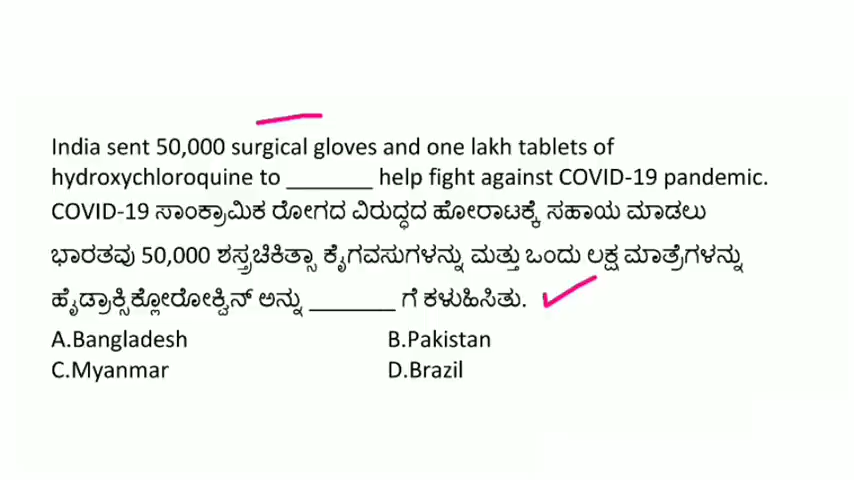 India sent 50,000 surgical gloves and one lakh tablets of
hydroxychloroquine to _______ help fight against COVID-19 pandemic.
COVID-19 ಸಾಂಕ್ರಾಮಿಕ ರೋಗದ ವಿರುದ್ಧದ ಹೋರಾಟಕ್ಕೆ ಸಹಾಯ ಮಾಡಲು
ಭಾರತವು 50,000 ಶಸ್ತ್ರಚಿಕಿತ್ಸಾ ಕೈಗವಸುಗಳನ್ನು ಮತ್ತು ಒಂದು ಲಕ್ಷ ಮಾತ್ರೆಗಳನ್ನು
ಹೈಡ್ರಾಕ್ಸಿಕ್ಲೋರೋಕ್ವಿನ್ ಅನ್ನು _______ ಗೆ ಕಳುಹಿಸಿತು.
A.Bangladesh B.Pakistan
C.Myanmar D.Brazil